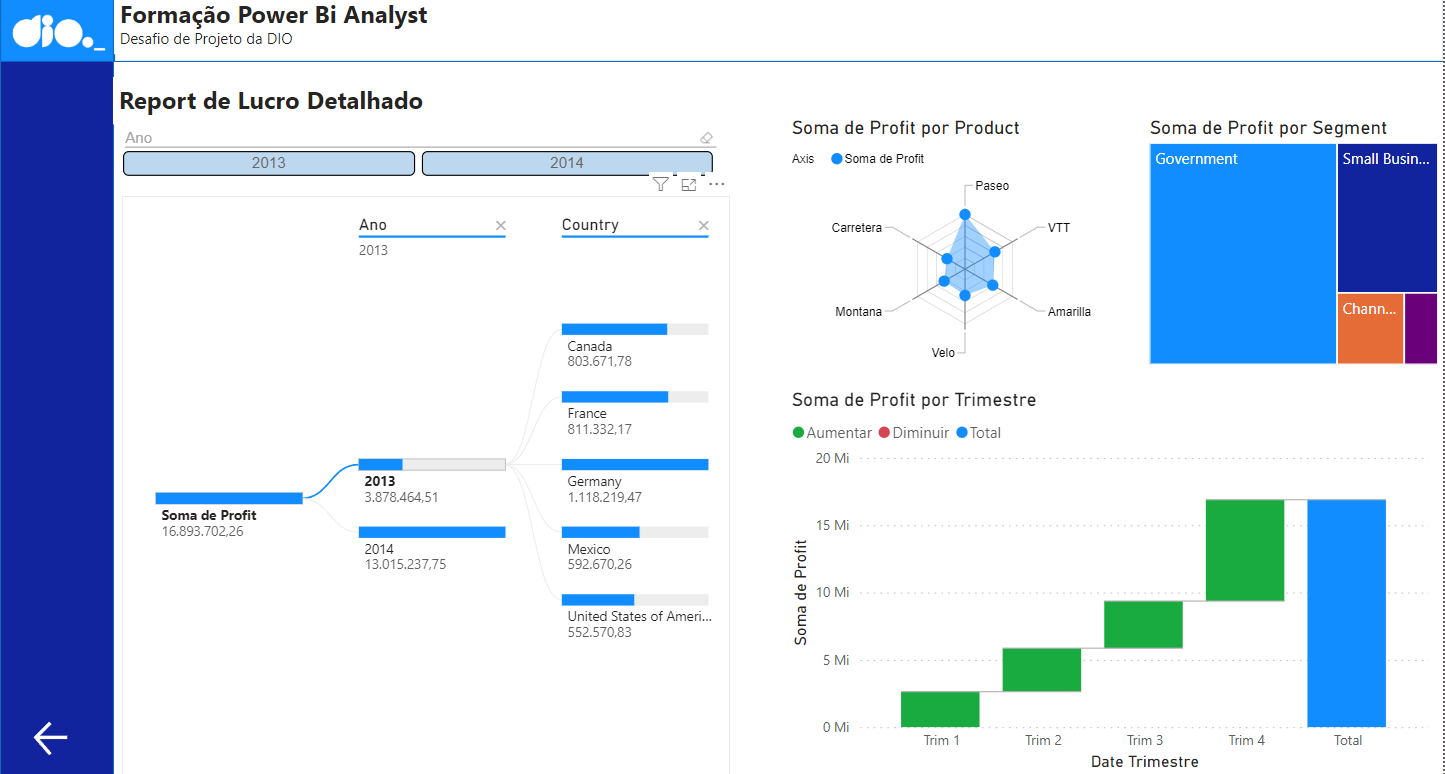 dio._
Formação Power Bi Analyst
Desafio de Projeto da DIO
Report de Lucro Detalhado
Ano
2013
2014
Ano
2013
Country
Soma de Profit
16.893.702,26
2013
3.878.464,51
2014
13.015.237,75
Canada
803.671,78
France
811.332,17
Germany
1.118.219,47
Mexico
592.670,26
United States of Ameri...
552.570,83
Soma de Profit por Product
Axis Soma de Profit
Paseo
VTT
Amarilla
Velo
Montana
Carretera
Soma de Profit por Segment
Government
Small Busin...
Chann...
Soma de Profit por Trimestre
Aumentar Diminuir Total
Soma de Profit
20 Mi
15 Mi
10 Mi
5 Mi
0 Mi
Trim 1 Trim 2 Trim 3 Trim 4 Total
Date Trimestre